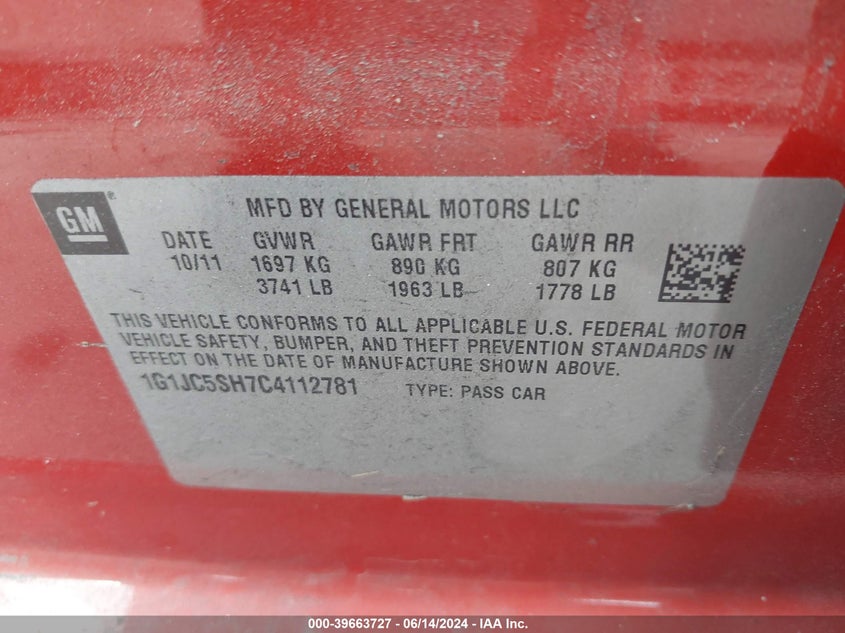 GM ®
MFD BY GENERAL MOTORS LLC
DATE GVWR GAWR FRT GAWR RR
10/11 1697 KG 890 KG 807 KG
3741 LB 1963 LB 1778 LB
THIS VEHICLE CONFORMS TO ALL APPLICABLE U.S. FEDERAL MOTOR
VEHICLE SAFETY, BUMPER, AND THEFT PREVENTION STANDARDS IN
EFFECT ON THE DATE OF MANUFACTURE SHOWN ABOVE.
1G1JC5SH7C4112781 TYPE: PASS CAR
000-39663727 - 06/14/2024 - IAA Inc.